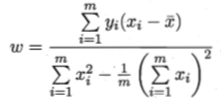 w = \frac{\sum_{i=1}^{m} y_i(x_i - \bar{x})}{\sum_{i=1}^{m} x_i^2 - \frac{1}{m}\left(\sum_{i=1}^{m} x_i\right)^2}